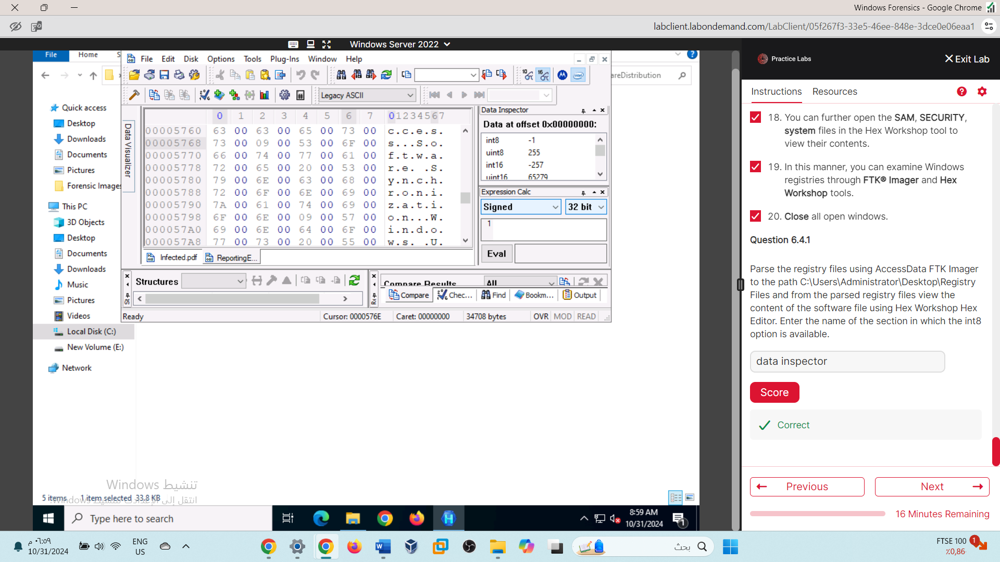 Windows Forensics - Google Chrome
labclient.labondemand.com/LabClient/05f267f3-33e5-46ee-848e-3dce0e06eaa1
Windows Server 2022
File Home S
File Edit Disk Options Tools Plug-Ins Window Help
areDistribution
Legacy ASCII
Quick access
Desktop
Downloads
Documents
Pictures
Forensic Images
This PC
3D Objects
Desktop
Documents
Downloads
Music
Pictures
Videos
Local Disk (C:)
New Volume (E:)
Network
Data Visualizer
0 1 2 3 4 5 6 7 01234567
00005760 63 00 63 00 65 00 73 00 c.c.e.s.
00005768 73 00 09 00 53 00 6F 00 s...S.o.
00005770 66 00 74 00 77 00 61 00 f.t.w.a.
00005778 72 00 65 00 20 00 53 00 r.e. .S.
00005780 79 00 6E 00 63 00 68 00 y.n.c.h.
00005788 72 00 6F 00 6E 00 69 00 r.o.n.i.
00005790 7A 00 61 00 74 00 69 00 z.a.t.i.
00005798 6F 00 6E 00 09 00 57 00 o.n...W.
000057A0 69 00 6E 00 64 00 6F 00 i.n.d.o.
000057A8 77 00 73 00 20 00 55 00 w.s. .U.
Infected.pdf ReportingE...
Data Inspector
Data at offset 0x00000000:
int8 -1
uint8 255
int16 -257
uint16 65279
Expression Calc
Signed 32 bit
1
Eval
Structures
Compare Results All
Compare Chec... Find Bookm... Output
Ready Cursor: 0000576E Caret: 00000000 34708 bytes OVR MOD READ
تنشيط Windows
انتقل إلى الإعدادات لتنشيط Windows.
5 items 1 item selected 33.8 KB
Type here to search
8:59 AM
10/31/2024
1
Practice Labs
Exit Lab
Instructions Resources
18. You can further open the SAM, SECURITY,
system files in the Hex Workshop tool to
view their contents.
19. In this manner, you can examine Windows
registries through FTK® Imager and Hex
Workshop tools.
20. Close all open windows.
Question 6.4.1
Parse the registry files using AccessData FTK Imager
to the path C:\Users\Administrator\Desktop\Registry
Files and from the parsed registry files view the
content of the software file using Hex Workshop Hex
Editor. Enter the name of the section in which the int8
option is available.
data inspector
Score
Correct
Previous Next
16 Minutes Remaining
٠٦:٥٩ م
10/31/2024
ENG
US
بحث
FTSE 100
٪0,86-
1